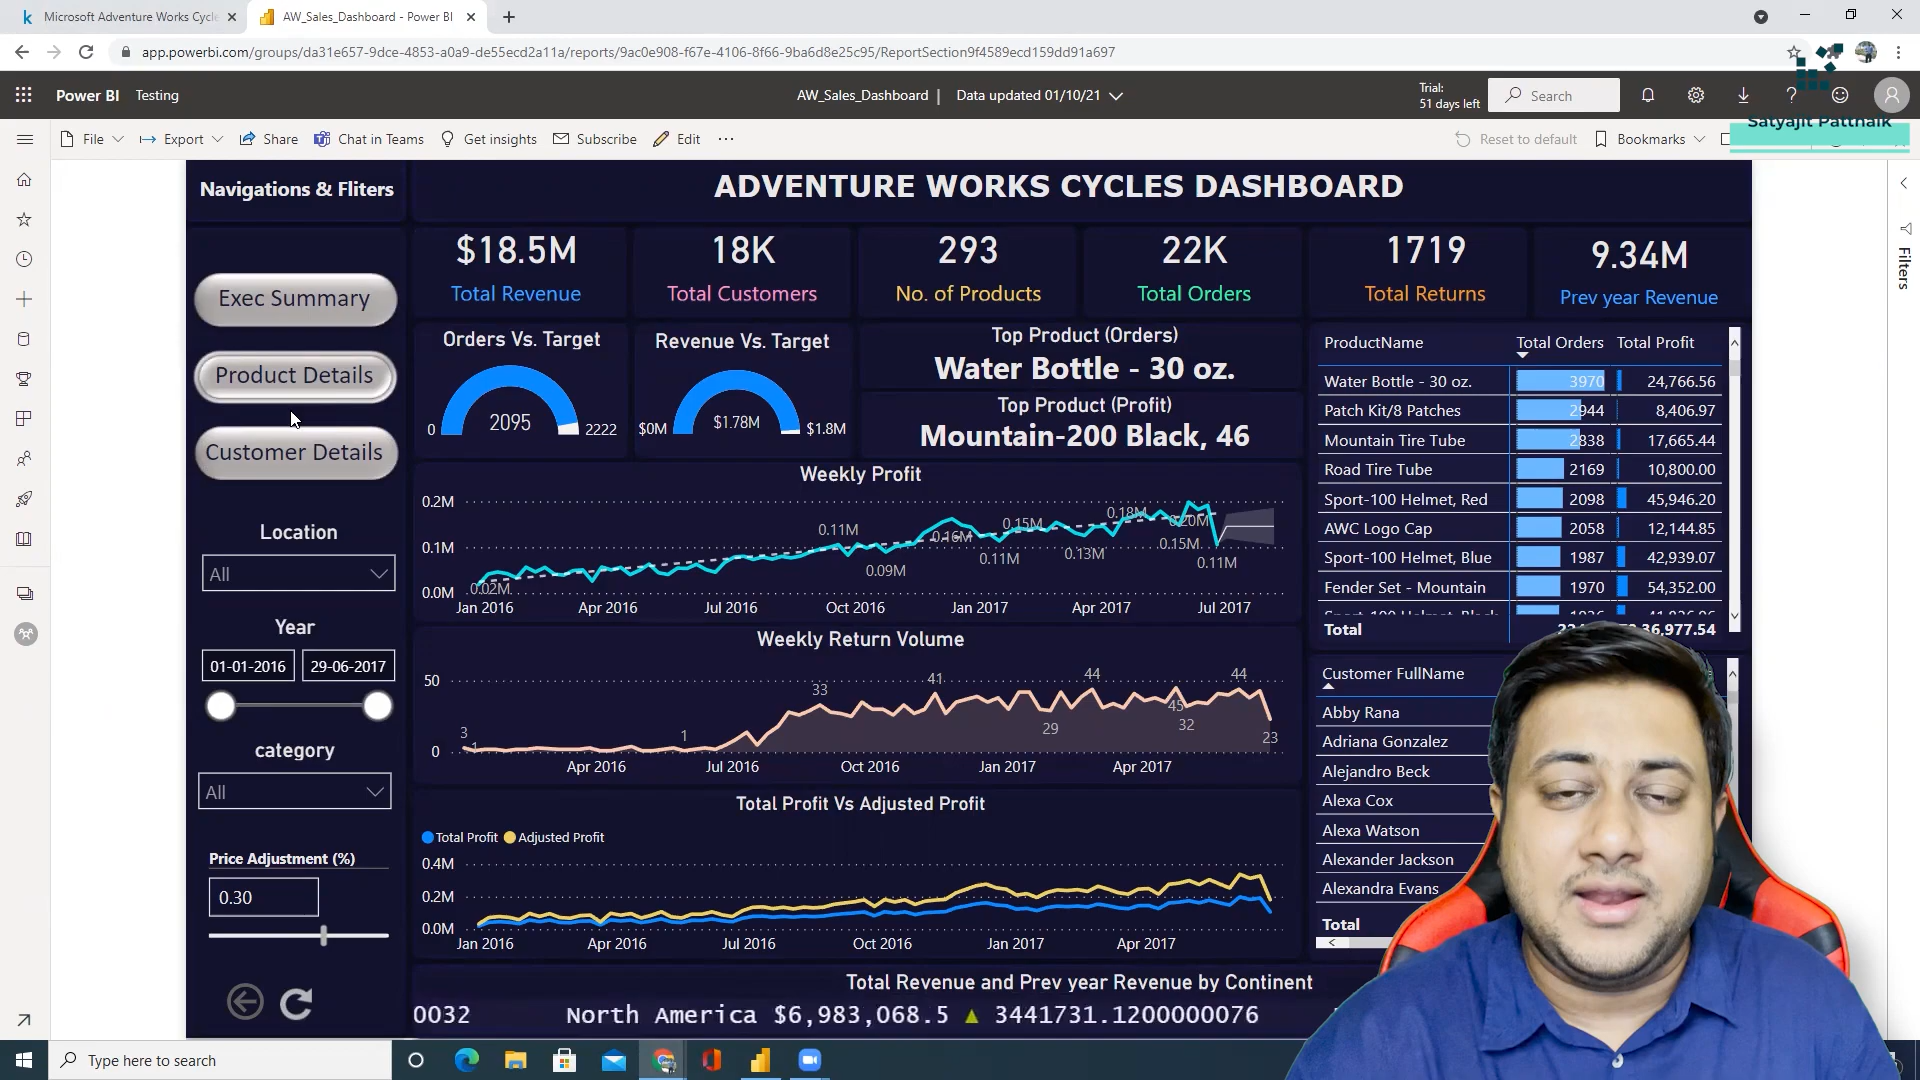 Microsoft Adventure Works Cycle
AW_Sales_Dashboard - Power BI
app.powerbi.com/groups/da31e657-9dce-4853-a0a9-de55ecd2a11a/reports/9ac0e908-f67e-4106-8f66-9ba6d8e25c95/ReportSection9f4589ecd159dd91a697
Power BI Testing
AW_Sales_Dashboard | Data updated 01/10/21
Trial:
51 days left
Search
Satyajit Pattnaik
File Export Share Chat in Teams Get insights Subscribe Edit
Reset to default Bookmarks
Filters
Navigations & Fliters
ADVENTURE WORKS CYCLES DASHBOARD
Exec Summary
Product Details
Customer Details
Location
All
Year
01-01-2016 29-06-2017
category
All
Price Adjustment (%)
0.30
$18.5M
Total Revenue
18K
Total Customers
293
No. of Products
22K
Total Orders
1719
Total Returns
9.34M
Prev year Revenue
Orders Vs. Target
0 2095 2222
Revenue Vs. Target
$0M $1.78M $1.8M
Top Product (Orders)
Water Bottle - 30 oz.
Top Product (Profit)
Mountain-200 Black, 46
ProductName Total Orders Total Profit
Water Bottle - 30 oz. 3970 24,766.56
Patch Kit/8 Patches 2944 8,406.97
Mountain Tire Tube 2838 17,665.44
Road Tire Tube 2169 10,800.00
Sport-100 Helmet, Red 2098 45,946.20
AWC Logo Cap 2058 12,144.85
Sport-100 Helmet, Blue 1987 42,939.07
Fender Set - Mountain 1970 54,352.00
Total 36,977.54
Weekly Profit
0.2M
0.1M
0.0M
0.02M 0.11M 0.09M 0.16M 0.11M 0.15M 0.13M 0.18M 0.15M 0.20M 0.11M
Jan 2016 Apr 2016 Jul 2016 Oct 2016 Jan 2017 Apr 2017 Jul 2017
Weekly Return Volume
50
0
3 1 1 33 41 29 44 45 32 44 23
Apr 2016 Jul 2016 Oct 2016 Jan 2017 Apr 2017
Total Profit Vs Adjusted Profit
Total Profit Adjusted Profit
0.4M
0.2M
0.0M
Jan 2016 Apr 2016 Jul 2016 Oct 2016 Jan 2017 Apr 2017
Customer FullName
Abby Rana
Adriana Gonzalez
Alejandro Beck
Alexa Cox
Alexa Watson
Alexander Jackson
Alexandra Evans
Total
Total Revenue and Prev year Revenue by Continent
0032 North America $6,983,068.5 ▲ 3441731.1200000076
Type here to search